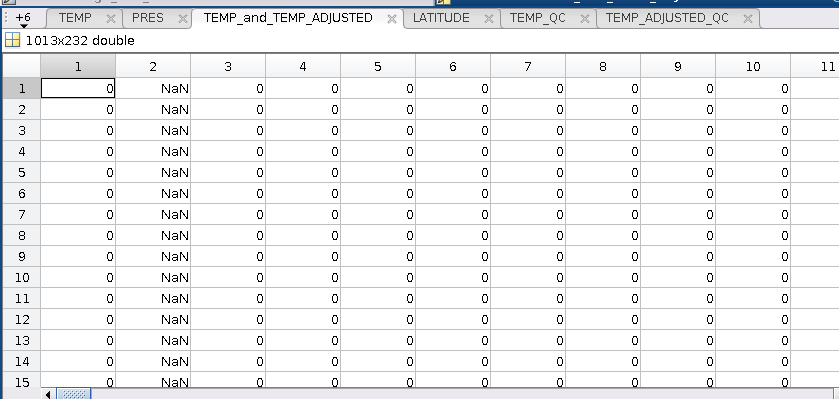 +6 TEMP PRES TEMP_and_TEMP_ADJUSTED LATITUDE TEMP_QC TEMP_ADJUSTED_QC
1013x232 double
1 2 3 4 5 6 7 8 9 10 11
1 0 NaN 0 0 0 0 0 0 0 0
2 0 NaN 0 0 0 0 0 0 0 0
3 0 NaN 0 0 0 0 0 0 0 0
4 0 NaN 0 0 0 0 0 0 0 0
5 0 NaN 0 0 0 0 0 0 0 0
6 0 NaN 0 0 0 0 0 0 0 0
7 0 NaN 0 0 0 0 0 0 0 0
8 0 NaN 0 0 0 0 0 0 0 0
9 0 NaN 0 0 0 0 0 0 0 0
10 0 NaN 0 0 0 0 0 0 0 0
11 0 NaN 0 0 0 0 0 0 0 0
12 0 NaN 0 0 0 0 0 0 0 0
13 0 NaN 0 0 0 0 0 0 0 0
14 0 NaN 0 0 0 0 0 0 0 0
15 0 NaN 0 0 0 0 0 0 0 0